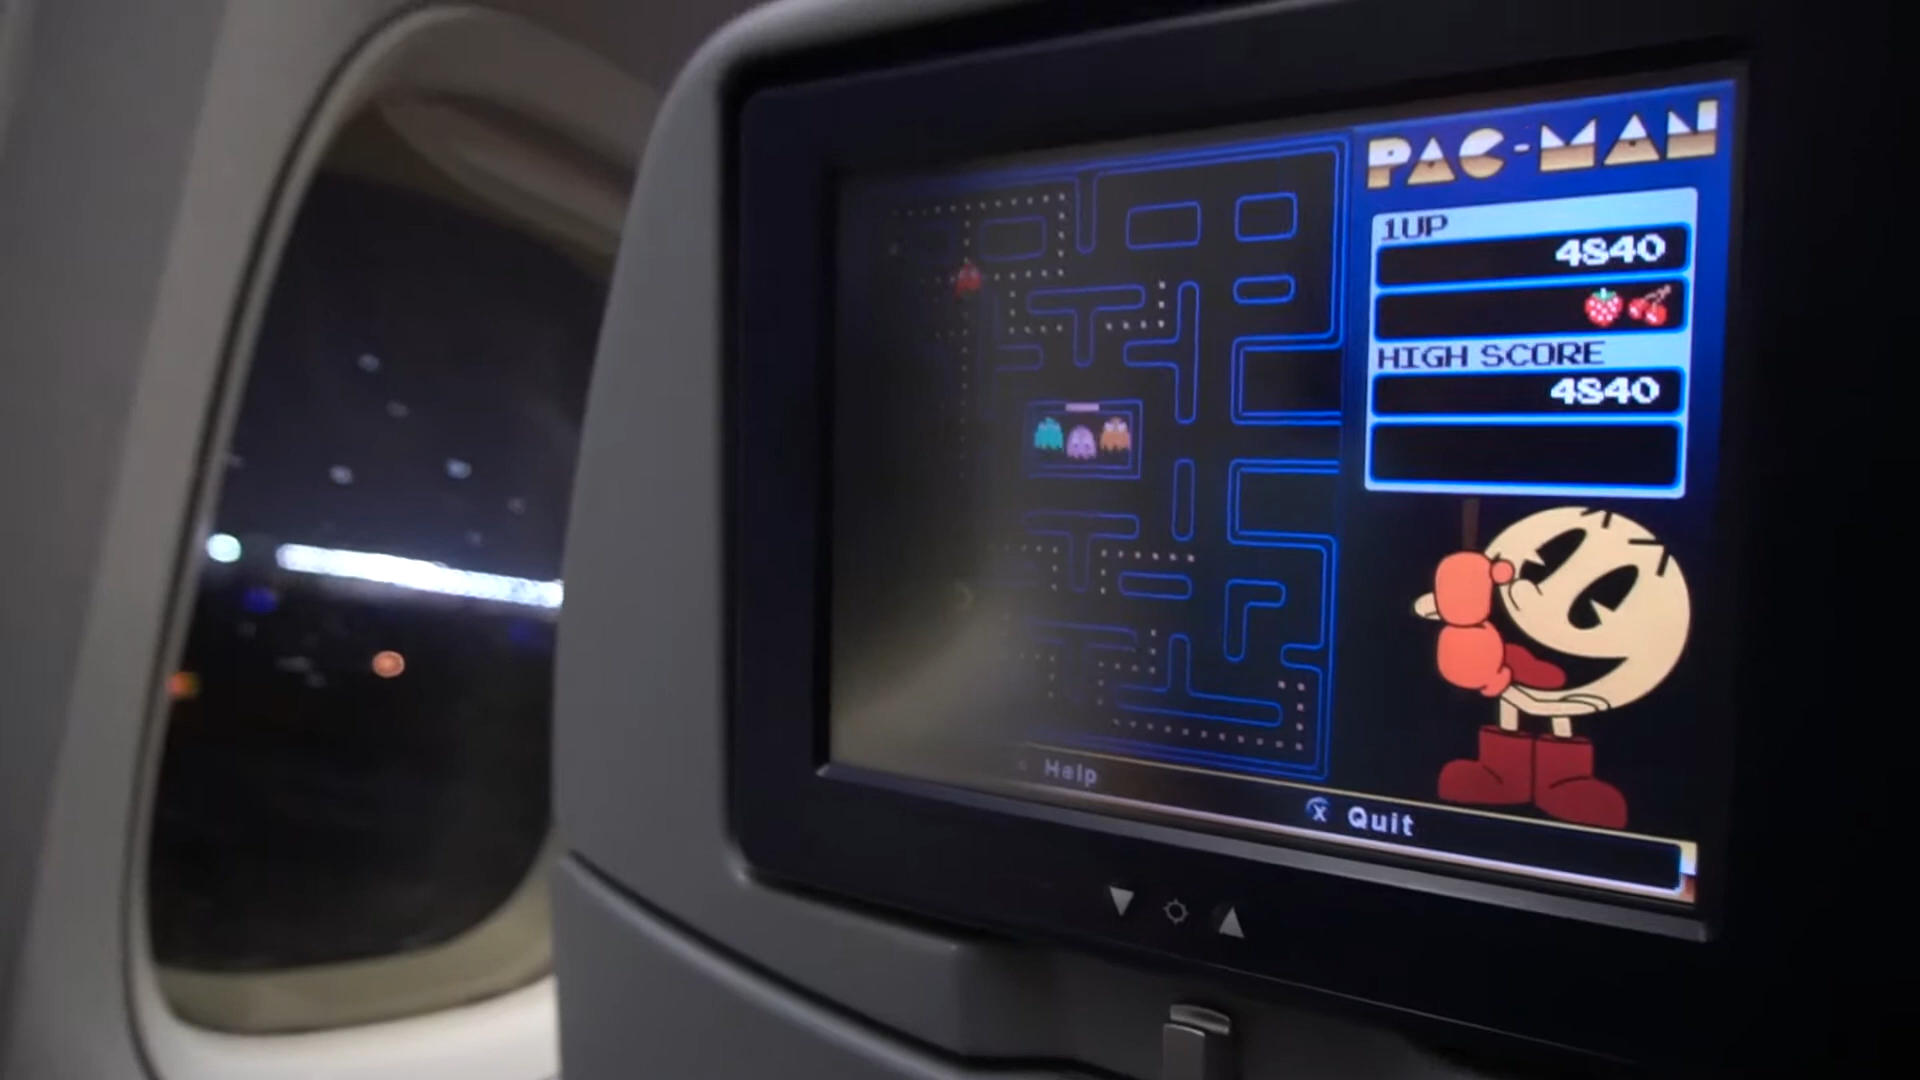 PAC-MAN
1UP
4840
HIGH SCORE
4840
Help
X Quit